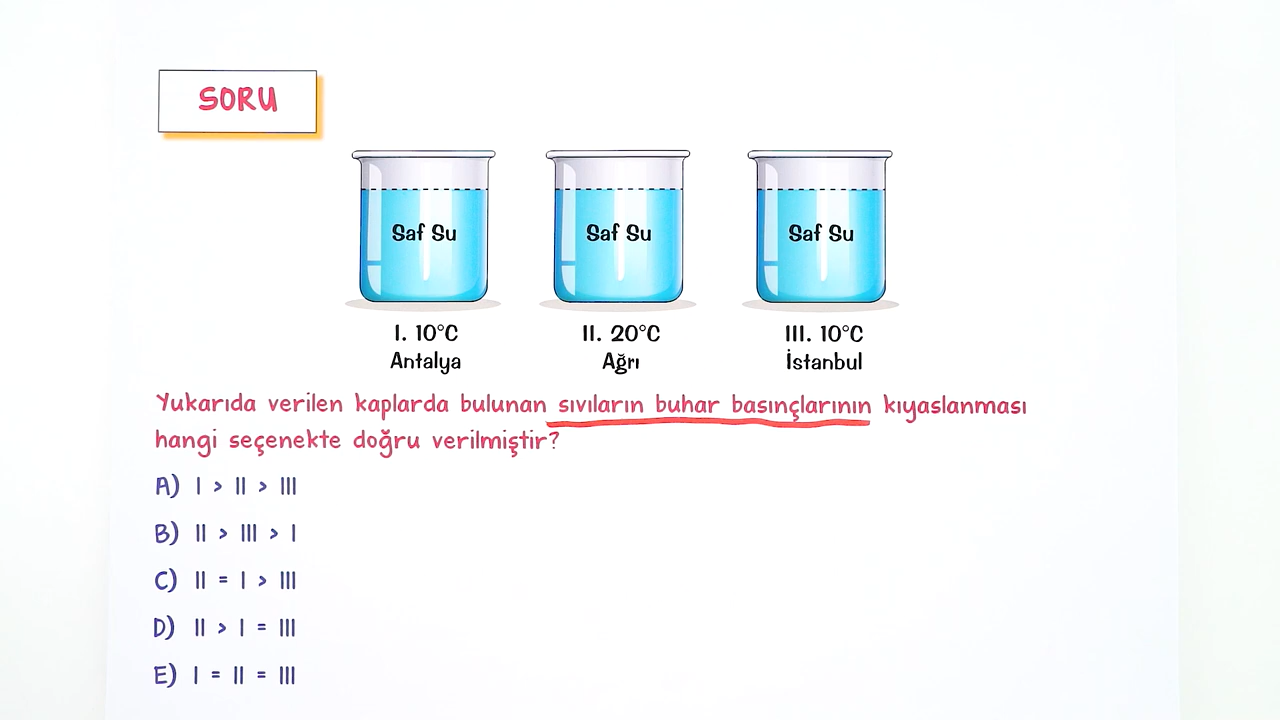 SORU
Saf Su Saf Su Saf Su
I. 10°C II. 20°C III. 10°C
Antalya Ağrı İstanbul
Yukarıda verilen kaplarda bulunan sıvıların buhar basınçlarının kıyaslanması
hangi seçenekte doğru verilmiştir?
A) I > II > III
B) II > III > I
C) II = I > III
D) II > I = III
E) I = II = III